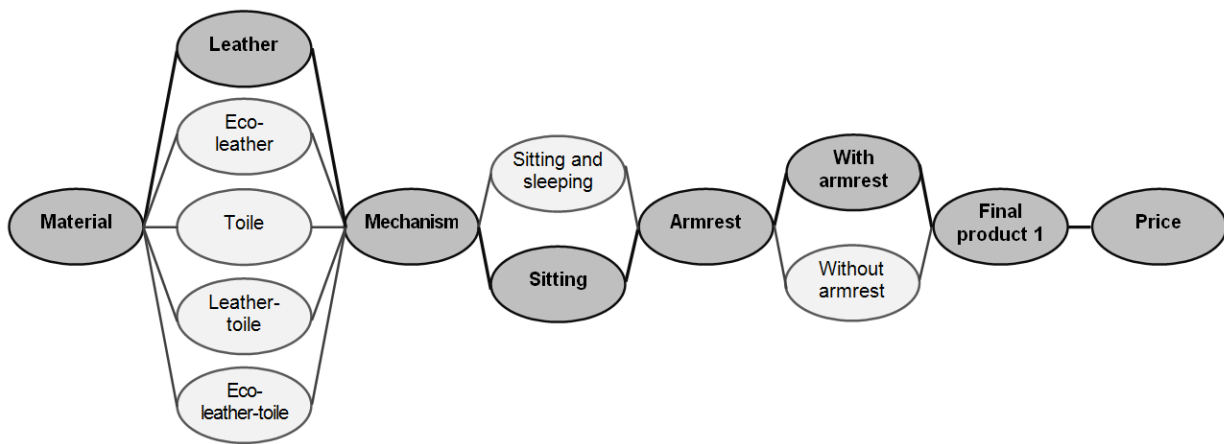 Leather
Eco-
leather
Material
Toile
Mechanism
Leather-
toile
Eco-
leather-toile
Sitting and
sleeping
Sitting
Armrest
With
armrest
Without
armrest
Final
product 1
Price